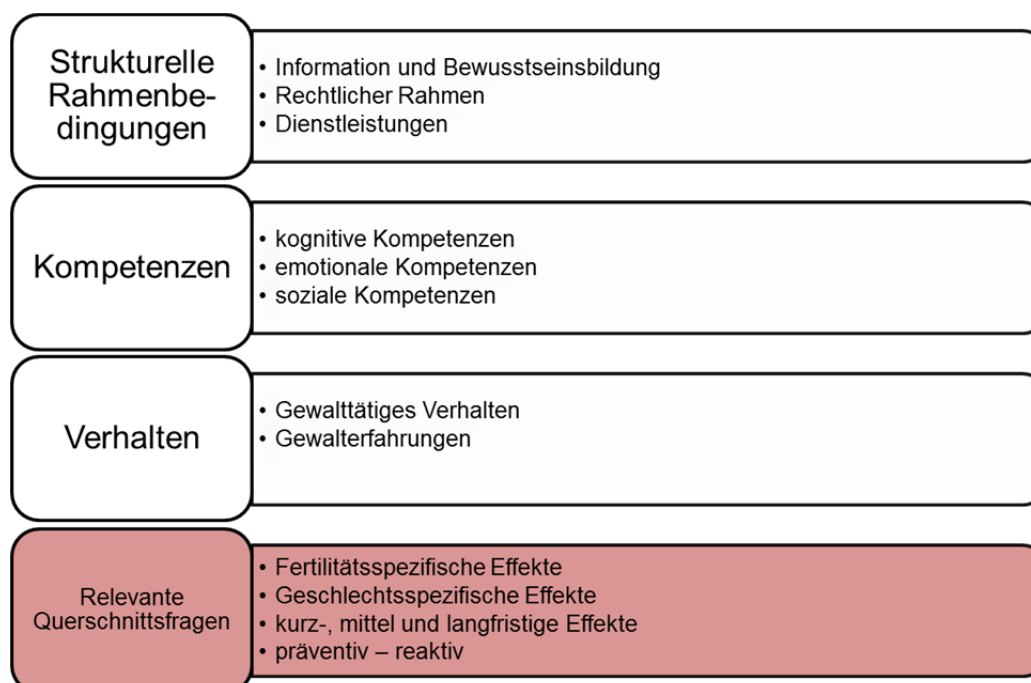 Strukturelle
Rahmenbe-
dingungen
• Information und Bewusstseinsbildung
• Rechtlicher Rahmen
• Dienstleistungen
Kompetenzen
• kognitive Kompetenzen
• emotionale Kompetenzen
• soziale Kompetenzen
Verhalten
• Gewalttätiges Verhalten
• Gewalterfahrungen
Relevante
Querschnittsfragen
• Fertilitätsspezifische Effekte
• Geschlechtsspezifische Effekte
• kurz-, mittel und langfristige Effekte
• präventiv – reaktiv